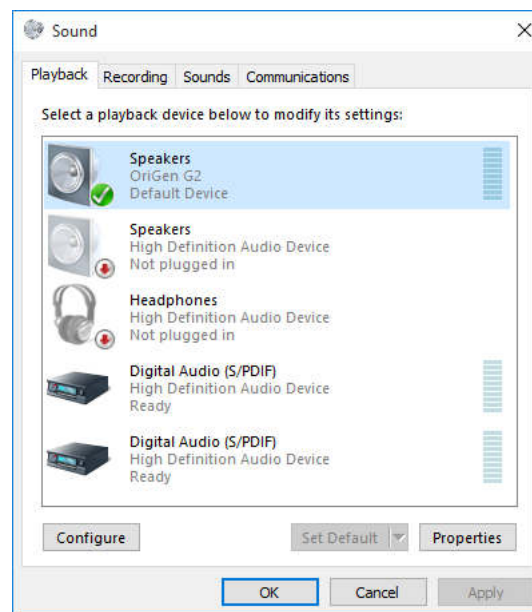 Sound
Playback Recording Sounds Communications
Select a playback device below to modify its settings:
Speakers
OriGen G2
Default Device
Speakers
High Definition Audio Device
Not plugged in
Headphones
High Definition Audio Device
Not plugged in
Digital Audio (S/PDIF)
High Definition Audio Device
Ready
Digital Audio (S/PDIF)
High Definition Audio Device
Ready
Configure Set Default Properties
OK Cancel Apply